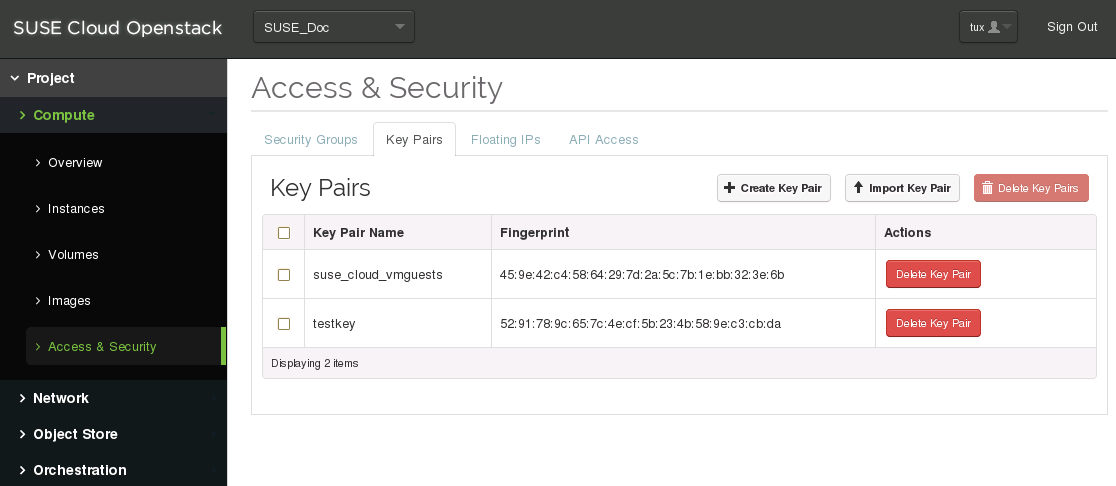 SUSE Cloud Openstack
SUSE_Doc
tux
Sign Out
Project
Compute
Overview
Instances
Volumes
Images
Access & Security
Network
Object Store
Orchestration
Access & Security
Security Groups Key Pairs Floating IPs API Access
Key Pairs
Create Key Pair Import Key Pair Delete Key Pairs
Key Pair Name Fingerprint Actions
suse_cloud_vmguests 45:9e:42:c4:58:64:29:7d:2a:5c:7b:1e:bb:32:3e:6b Delete Key Pair
testkey 52:91:78:9c:65:7c:4e:cf:5b:23:4b:58:9e:c3:cb:da Delete Key Pair
Displaying 2 items